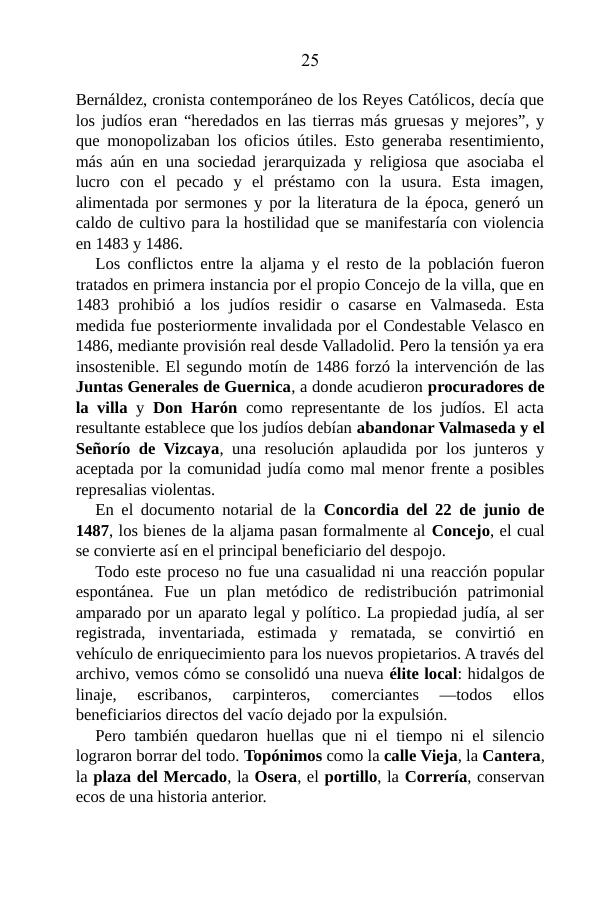 25
Bernáldez, cronista contemporáneo de los Reyes Católicos, decía que
los judíos eran “heredados en las tierras más gruesas y mejores”, y
que monopolizaban los oficios útiles. Esto generaba resentimiento,
más aún en una sociedad jerarquizada y religiosa que asociaba el
lucro con el pecado y el préstamo con la usura. Esta imagen,
alimentada por sermones y por la literatura de la época, generó un
caldo de cultivo para la hostilidad que se manifestaría con violencia
en 1483 y 1486.
Los conflictos entre la aljama y el resto de la población fueron
tratados en primera instancia por el propio Concejo de la villa, que en
1483 prohibió a los judíos residir o casarse en Valmaseda. Esta
medida fue posteriormente invalidada por el Condestable Velasco en
1486, mediante provisión real desde Valladolid. Pero la tensión ya era
insostenible. El segundo motín de 1486 forzó la intervención de las
Juntas Generales de Guernica, a donde acudieron procuradores de
la villa y Don Harón como representante de los judíos. El acta
resultante establece que los judíos debían abandonar Valmaseda y el
Señorío de Vizcaya, una resolución aplaudida por los junteros y
aceptada por la comunidad judía como mal menor frente a posibles
represalias violentas.
En el documento notarial de la Concordia del 22 de junio de
1487, los bienes de la aljama pasan formalmente al Concejo, el cual
se convierte así en el principal beneficiario del despojo.
Todo este proceso no fue una casualidad ni una reacción popular
espontánea. Fue un plan metódico de redistribución patrimonial
amparado por un aparato legal y político. La propiedad judía, al ser
registrada, inventariada, estimada y rematada, se convirtió en
vehículo de enriquecimiento para los nuevos propietarios. A través del
archivo, vemos cómo se consolidó una nueva élite local: hidalgos de
linaje, escribanos, carpinteros, comerciantes —todos ellos
beneficiarios directos del vacío dejado por la expulsión.
Pero también quedaron huellas que ni el tiempo ni el silencio
lograron borrar del todo. Topónimos como la calle Vieja, la Cantera,
la plaza del Mercado, la Osera, el portillo, la Correría, conservan
ecos de una historia anterior.